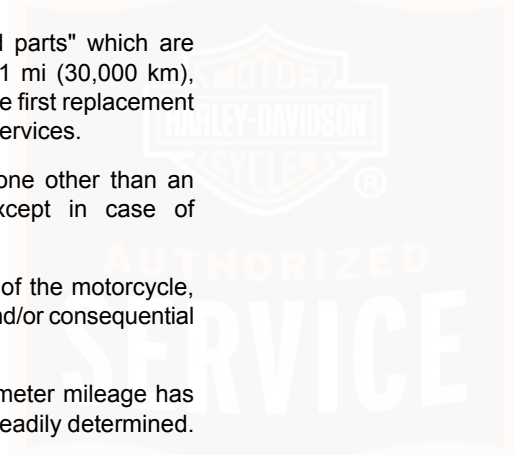 parts" which are
1 mi (30,000 km),
e first replacement
ervices.
one other than an
xcept in case of
of the motorcycle,
nd/or consequential
meter mileage has
eadily determined.
MOTOR
HARLEY-DAVIDSON
CYCLES
®
AUTHORIZED
SERVICE